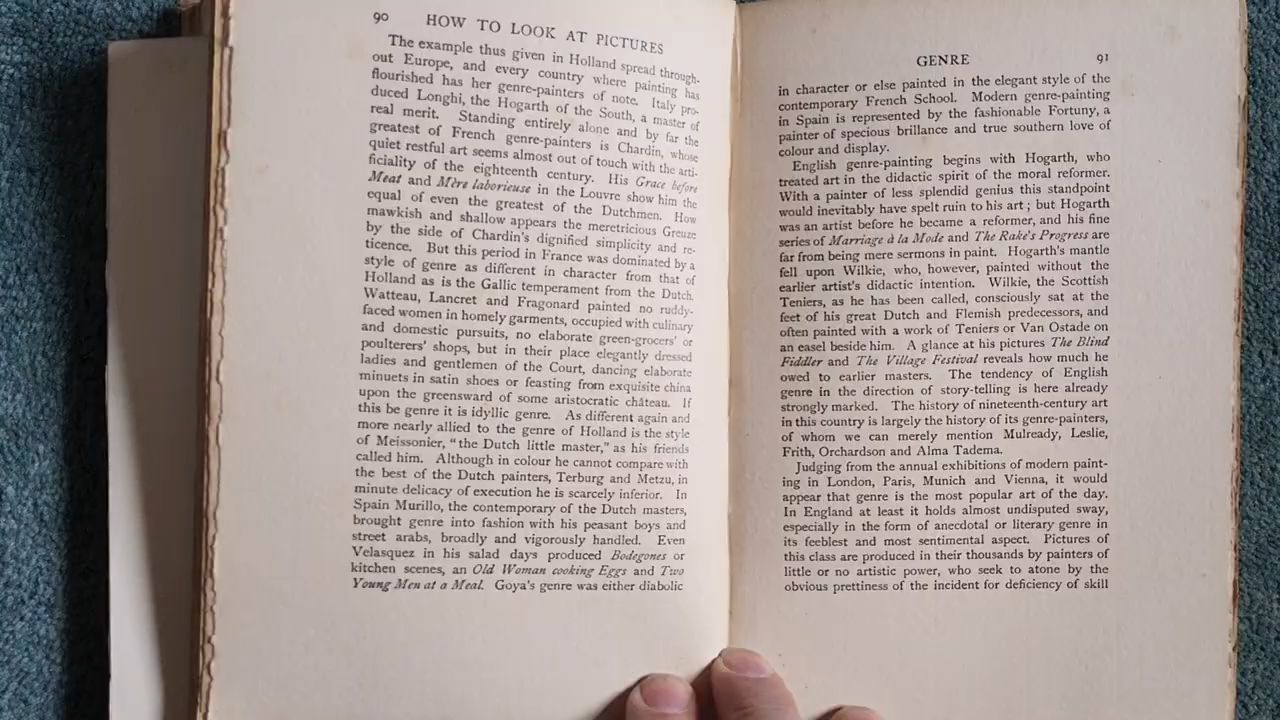 90 HOW TO LOOK AT PICTURES
The example thus given in Holland spread through-
out Europe, and every country where painting has
flourished has her genre-painters of note. Italy pro-
duced Longhi, the Hogarth of the South, a master of
real merit. Standing entirely alone and by far the
greatest of French genre-painters is Chardin, whose
quiet restful art seems almost out of touch with the arti-
ficiality of the eighteenth century. His Grace before
Meat and Mère laborieuse in the Louvre show him the
equal of even the greatest of the Dutchmen. How
mawkish and shallow appears the meretricious Greuze
by the side of Chardin's dignified simplicity and re-
ticence. But this period in France was dominated by a
style of genre as different in character from that of
Holland as is the Gallic temperament from the Dutch.
Watteau, Lancret and Fragonard painted no ruddy-
faced women in homely garments, occupied with culinary
and domestic pursuits, no elaborate green-grocers' or
poulterers' shops, but in their place elegantly dressed
ladies and gentlemen of the Court, dancing elaborate
minuets in satin shoes or feasting from exquisite china
upon the greensward of some aristocratic château. If
this be genre it is idyllic genre. As different again and
more nearly allied to the genre of Holland is the style
of Meissonier, "the Dutch little master," as his friends
called him. Although in colour he cannot compare with
the best of the Dutch painters, Terburg and Metzu, in
minute delicacy of execution he is scarcely inferior. In
Spain Murillo, the contemporary of the Dutch masters,
brought genre into fashion with his peasant boys and
street arabs, broadly and vigorously handled. Even
Velasquez in his salad days produced Bodegones or
kitchen scenes, an Old Woman cooking Eggs and Two
Young Men at a Meal. Goya's genre was either diabolic
GENRE 91
in character or else painted in the elegant style of the
contemporary French School. Modern genre-painting
in Spain is represented by the fashionable Fortuny, a
painter of specious brillance and true southern love of
colour and display.
English genre-painting begins with Hogarth, who
treated art in the didactic spirit of the moral reformer.
With a painter of less splendid genius this standpoint
would inevitably have spelt ruin to his art; but Hogarth
was an artist before he became a reformer, and his fine
series of Marriage à la Mode and The Rake's Progress are
far from being mere sermons in paint. Hogarth's mantle
fell upon Wilkie, who, however, painted without the
earlier artist's didactic intention. Wilkie, the Scottish
Teniers, as he has been called, consciously sat at the
feet of his great Dutch and Flemish predecessors, and
often painted with a work of Teniers or Van Ostade on
an easel beside him. A glance at his pictures The Blind
Fiddler and The Village Festival reveals how much he
owed to earlier masters. The tendency of English
genre in the direction of story-telling is here already
strongly marked. The history of nineteenth-century art
in this country is largely the history of its genre-painters,
of whom we can merely mention Mulready, Leslie,
Frith, Orchardson and Alma Tadema.
Judging from the annual exhibitions of modern paint-
ing in London, Paris, Munich and Vienna, it would
appear that genre is the most popular art of the day.
In England at least it holds almost undisputed sway,
especially in the form of anecdotal or literary genre in
its feeblest and most sentimental aspect. Pictures of
this class are produced in their thousands by painters of
little or no artistic power, who seek to atone by the
obvious prettiness of the incident for deficiency of skill